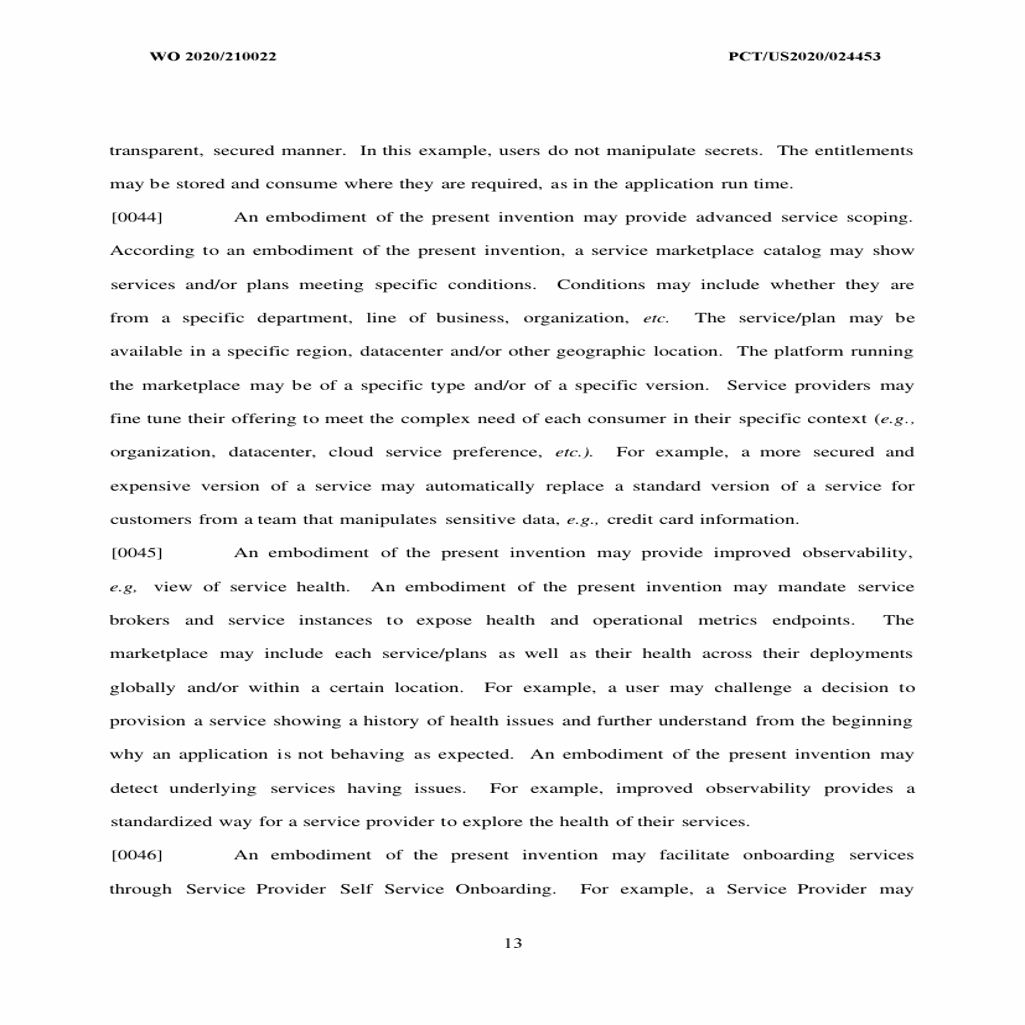 WO 2020/210022 PCT/US2020/024453
transparent, secured manner. In this example, users do not manipulate secrets. The entitlements
may be stored and consume where they are required, as in the application run time.
[0044] An embodiment of the present invention may provide advanced service scoping.
According to an embodiment of the present invention, a service marketplace catalog may show
services and/or plans meeting specific conditions. Conditions may include whether they are
from a specific department, line of business, organization, etc. The service/plan may be
available in a specific region, datacenter and/or other geographic location. The platform running
the marketplace may be of a specific type and/or of a specific version. Service providers may
fine tune their offering to meet the complex need of each consumer in their specific context (e.g.,
organization, datacenter, cloud service preference, etc.). For example, a more secured and
expensive version of a service may automatically replace a standard version of a service for
customers from a team that manipulates sensitive data, e.g., credit card information.
[0045] An embodiment of the present invention may provide improved observability,
e.g, view of service health. An embodiment of the present invention may mandate service
brokers and service instances to expose health and operational metrics endpoints. The
marketplace may include each service/plans as well as their health across their deployments
globally and/or within a certain location. For example, a user may challenge a decision to
provision a service showing a history of health issues and further understand from the beginning
why an application is not behaving as expected. An embodiment of the present invention may
detect underlying services having issues. For example, improved observability provides a
standardized way for a service provider to explore the health of their services.
[0046] An embodiment of the present invention may facilitate onboarding services
through Service Provider Self Service Onboarding. For example, a Service Provider may
13